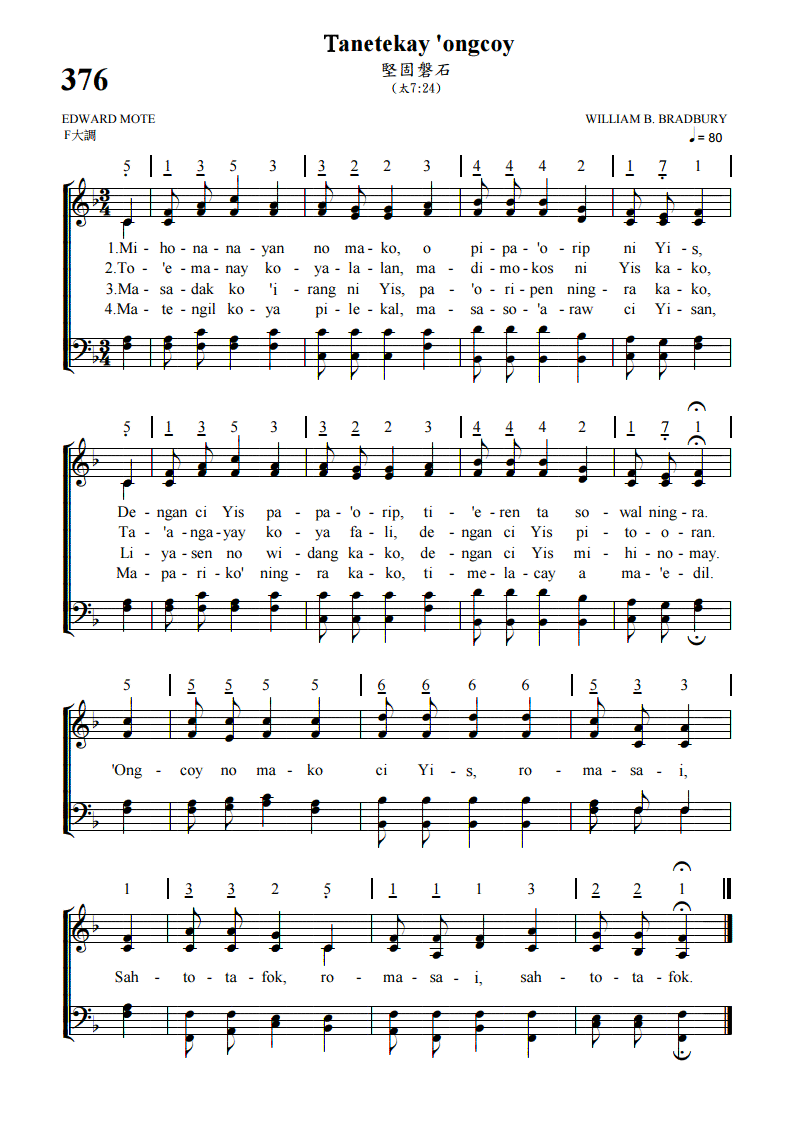 Tanetekay 'ongcoy
376
堅固磐石
(太7:24)
EDWARD MOTE
WILLIAM B. BRADBURY
F大調
♩= 80
5 | 1 3 5 3 | 3 2 2 3 | 4 4 4 2 | 1 7 1 |
3/4
1.Mi - ho - na - na - yan no ma - ko, o pi - pa - 'o - rip ni Yi - s,
2.To - 'e - ma - nay ko - ya - la - lan, ma - di - mo - kos ni Yis ka - ko,
3.Ma - sa - dak ko 'i - rang ni Yis, pa - 'o - ri - pen ning - ra ka - ko,
4.Ma - te - ngil ko - ya pi - le - kal, ma - sa - so - 'a - raw ci Yi - san,
3/4
5 | 1 3 5 3 | 3 2 2 3 | 4 4 4 2 | 1 7 1 |
De - ngan ci Yis pa - pa - 'o - rip, ti - 'e - ren ta so - wal ning - ra.
Ta - 'a - nga - yay ko - ya fa - li, de - ngan ci Yis pi - to - o - ran.
Li - ya - sen no wi - dang ka - ko, de - ngan ci Yis mi - hi - no - may.
Ma - pa - ri - ko' ning - ra ka - ko, ti - me - la - cay a ma - 'e - dil.
5 | 5 5 5 5 | 6 6 6 6 | 5 3 3 |
'Ong - coy no ma - ko ci Yi - s, ro - ma - sa - i,
1 | 3 3 2 5 | 1 1 1 3 | 2 2 1 ||
Sah - to - ta - fok, ro - ma - sa - i, sah - to - ta - fok.